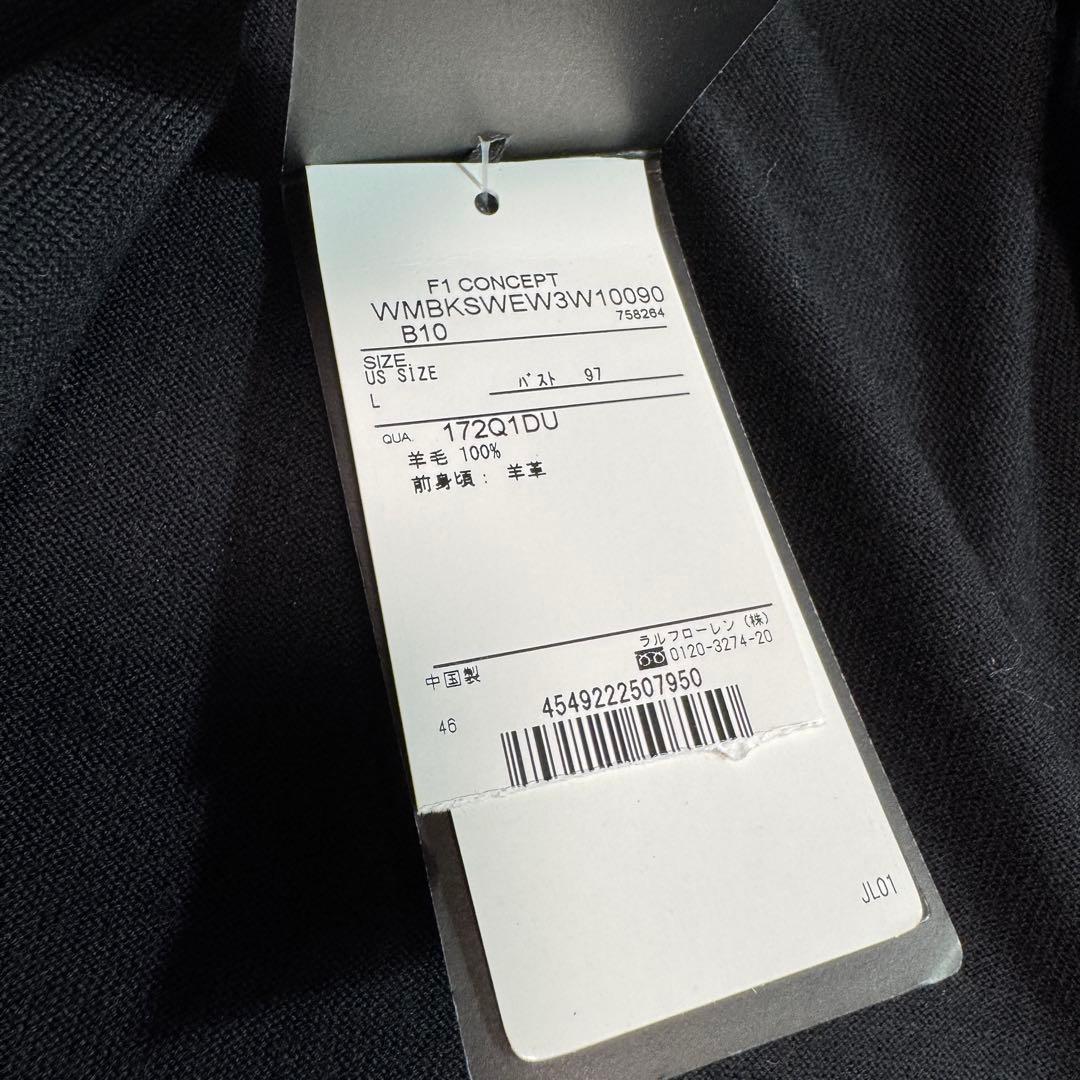 F1 CONCEPT
WMBKSWEW3W10090
B10 758264
SIZE.
US SIZE
バスト 97
L
QUA. 172Q1DU
羊毛 100%
前身頃: 羊革
ラルフローレン (株)
0120-3274-20
中国製
4549222507950
46
JL01